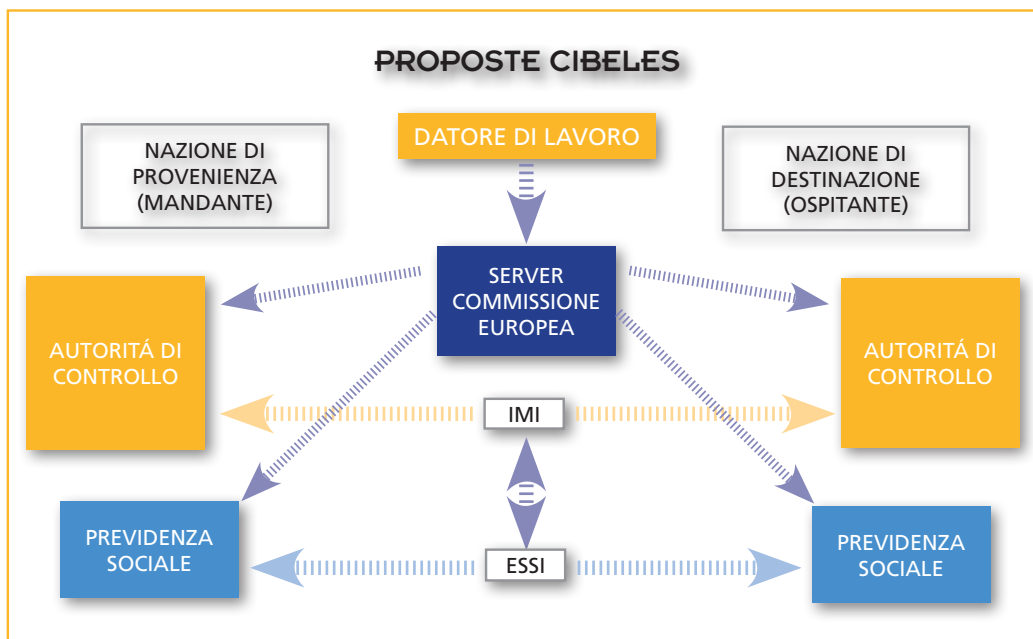 PROPOSTE CIBELES
DATORE DI LAVORO
NAZIONE DI
PROVENIENZA
(MANDANTE)
NAZIONE DI
DESTINAZIONE
(OSPITANTE)
SERVER
COMMISSIONE
EUROPEA
AUTORITÁ DI
CONTROLLO
AUTORITÁ DI
CONTROLLO
IMI
PREVIDENZA
SOCIALE
ESSI
PREVIDENZA
SOCIALE